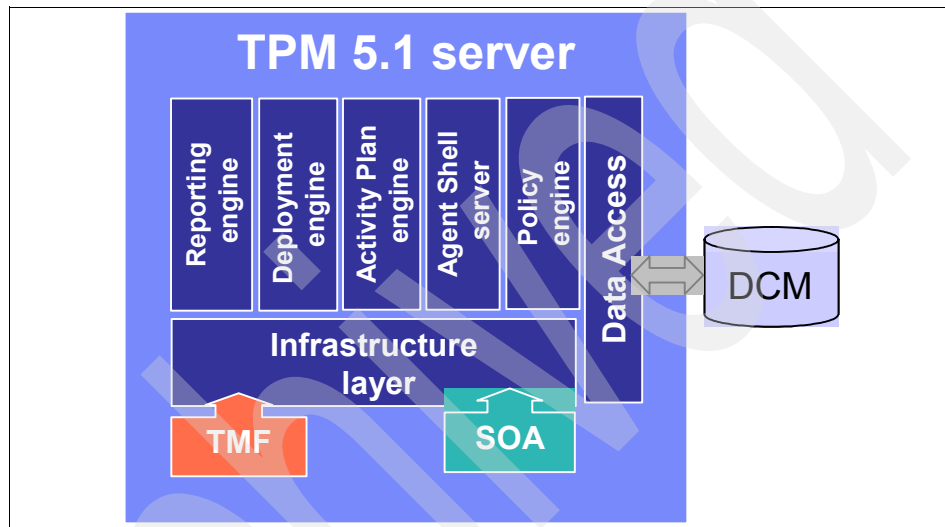 TPM 5.1 server
Reporting
engine
Deployment
engine
Activity Plan
engine
Agent Shell
server
Policy
engine
Data Access
DCM
Infrastructure
layer
TMF
SOA